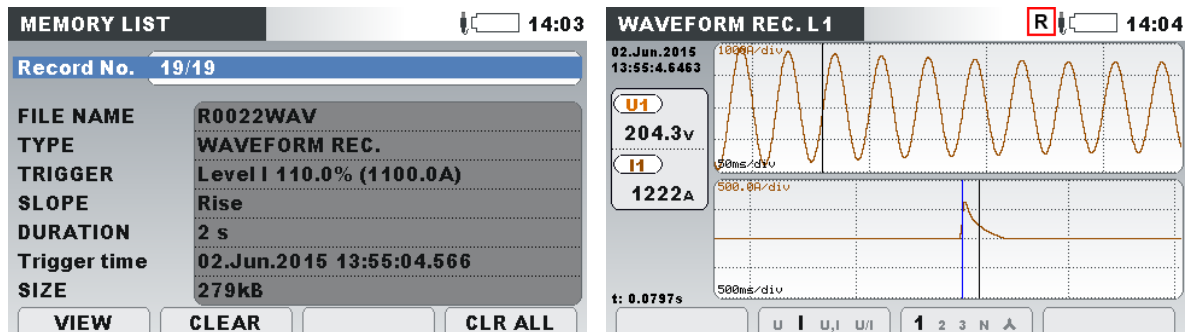 MEMORY LIST 14:03
Record No. 19/19
FILE NAME R0022WAV
TYPE WAVEFORM REC.
TRIGGER Level I 110.0% (1100.0A)
SLOPE Rise
DURATION 2 s
Trigger time 02.Jun.2015 13:55:04.566
SIZE 279kB
VIEW CLEAR CLR ALL
WAVEFORM REC. L1 R 14:04
02.Jun.2015
13:55:4.6463
1000A/div
U1
204.3V
I1
1222A
50ms/div
500.0A/div
500ms/div
t: 0.0797s
U I U,I U/I 1 2 3 N